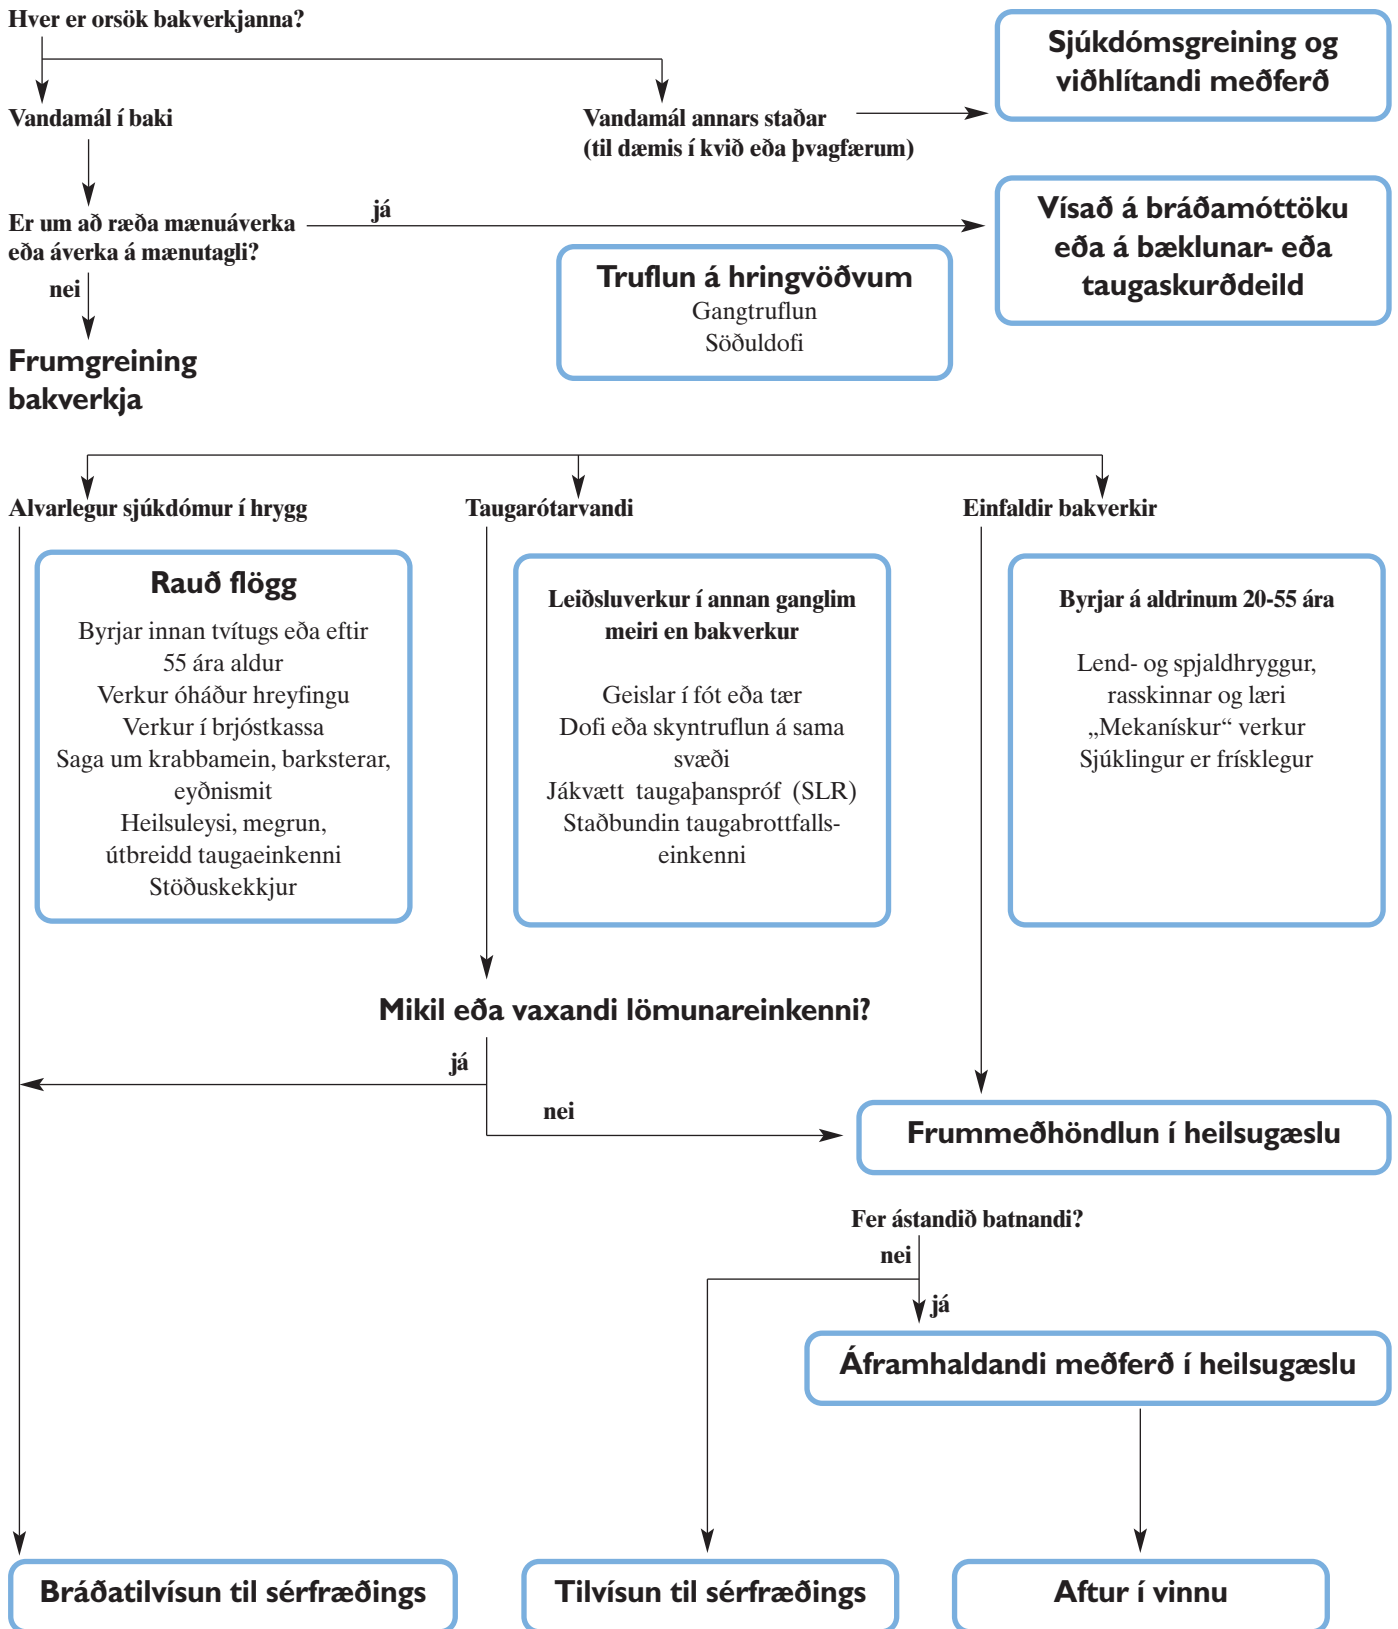 Hver er orsök bakverkjanna?
Sjúkdómsgreining og
viðhlítandi meðferð
Vandamál í baki
Vandamál annars staðar
(til dæmis í kvið eða þvagfærum)
Er um að ræða mænuáverka
eða áverka á mænutagli?
já
Vísað á bráðamóttöku
eða á bæklunar- eða
taugaskurðdeild
nei
Truflun á hringvöðvum
Gangtruflun
Söðuldofi
Frumgreining
bakverkja
Alvarlegur sjúkdómur í hrygg
Taugarótarvandi
Einfaldir bakverkir
Rauð flögg
Byrjar innan tvítugs eða eftir
55 ára aldur
Verkur óháður hreyfingu
Verkur í brjóstkassa
Saga um krabbamein, barksterar,
eyðnismit
Heilsuleysi, megrun,
útbreidd taugaeinkenni
Stöðuskekkjur
Leiðsluverkur í annan ganglim
meiri en bakverkur
Geislar í fót eða tær
Dofi eða skyntruflun á sama
svæði
Jákvætt taugaþanspróf (SLR)
Staðbundin taugabrottfalls-
einkenni
Byrjar á aldrinum 20-55 ára
Lend- og spjaldhryggur,
rasskinnar og læri
„Mekanískur“ verkur
Sjúklingur er frísklegur
Mikil eða vaxandi lömunareinkenni?
já
nei
Frummeðhöndlun í heilsugæslu
Fer ástandið batnandi?
nei
já
Áframhaldandi meðferð í heilsugæslu
Bráðatilvísun til sérfræðings
Tilvísun til sérfræðings
Aftur í vinnu